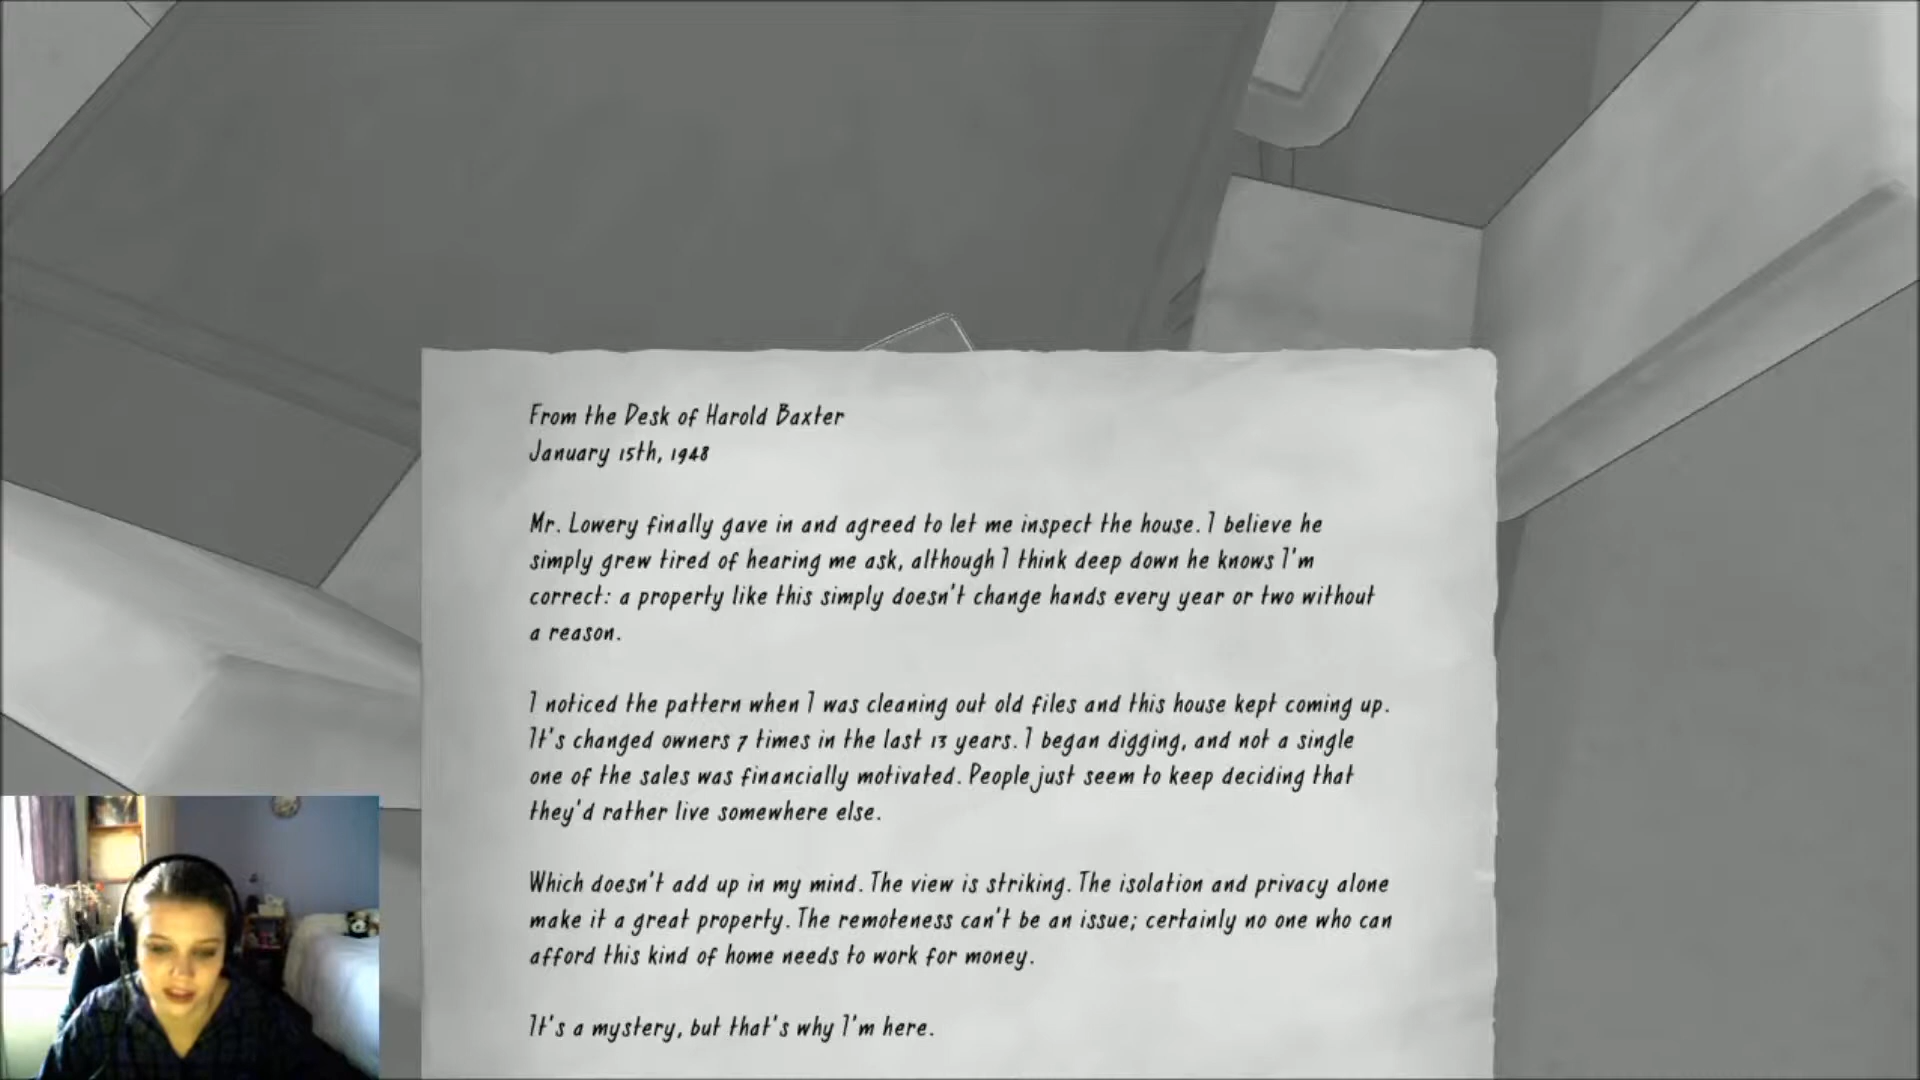 From the Desk of Harold Baxter
January 15th, 1948
Mr. Lowery finally gave in and agreed to let me inspect the house. I believe he
simply grew tired of hearing me ask, although I think deep down he knows I'm
correct: a property like this simply doesn't change hands every year or two without
a reason.
I noticed the pattern when I was cleaning out old files and this house kept coming up.
It's changed owners 7 times in the last 13 years. I began digging, and not a single
one of the sales was financially motivated. People just seem to keep deciding that
they'd rather live somewhere else.
Which doesn't add up in my mind. The view is striking. The isolation and privacy alone
make it a great property. The remoteness can't be an issue; certainly no one who can
afford this kind of home needs to work for money.
It's a mystery, but that's why I'm here.